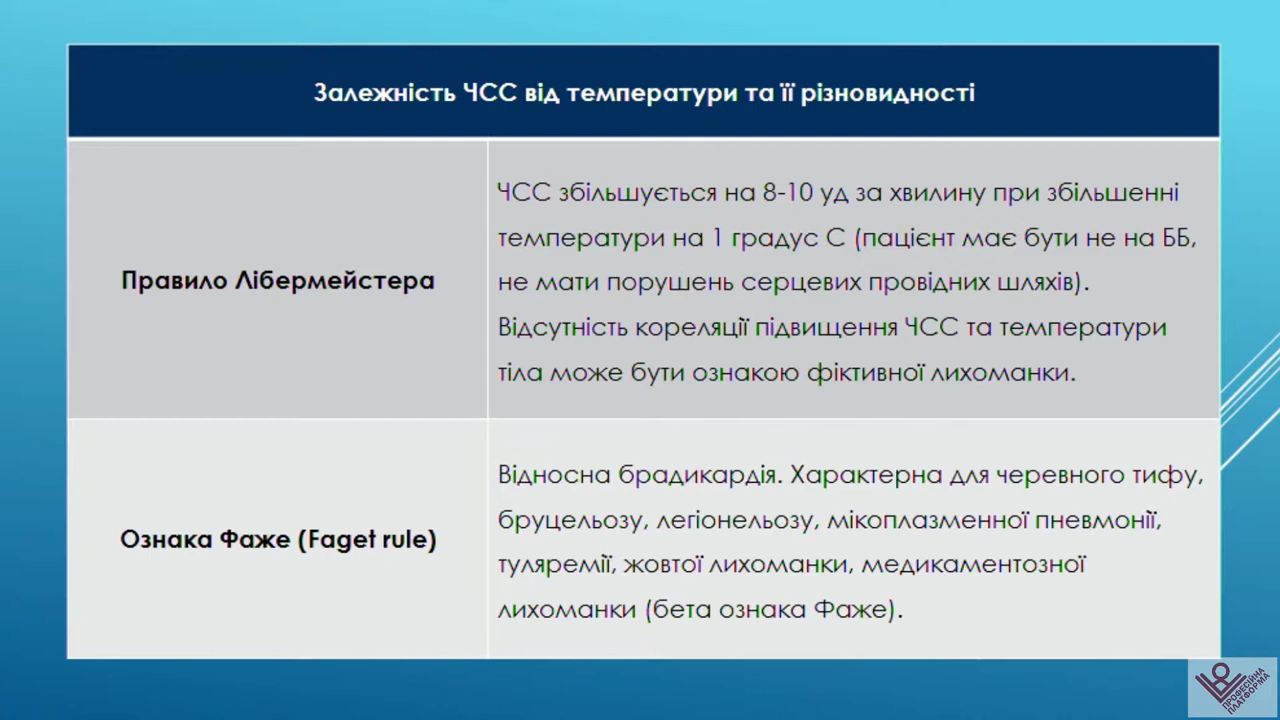 Залежність ЧСС від температури та її різновидності
Правило Лібермейстера
ЧСС збільшується на 8-10 уд за хвилину при збільшенні
температури на 1 градус С (пацієнт має бути не на ББ,
не мати порушень серцевих провідних шляхів).
Відсутність кореляції підвищення ЧСС та температури
тіла може бути ознакою фіктивної лихоманки.
Ознака Фаже (Faget rule)
Відносна брадикардія. Характерна для черевного тифу,
бруцельозу, легіонельозу, мікоплазменної пневмонії,
туляремії, жовтої лихоманки, медикаментозної
лихоманки (бета ознака Фаже).
ПРОФЕСІЙНА
ПЛАТФОРМА